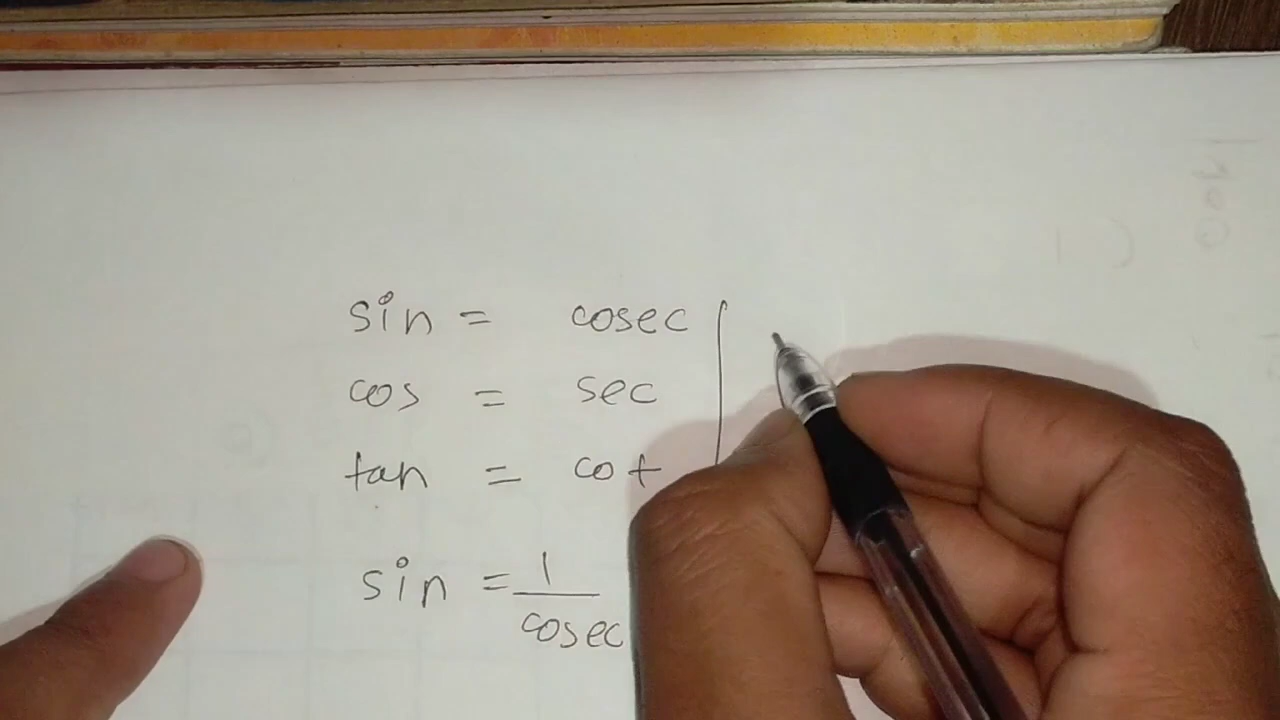 sin = cosec
cos = sec
tan = cot
sin = 1/cosec